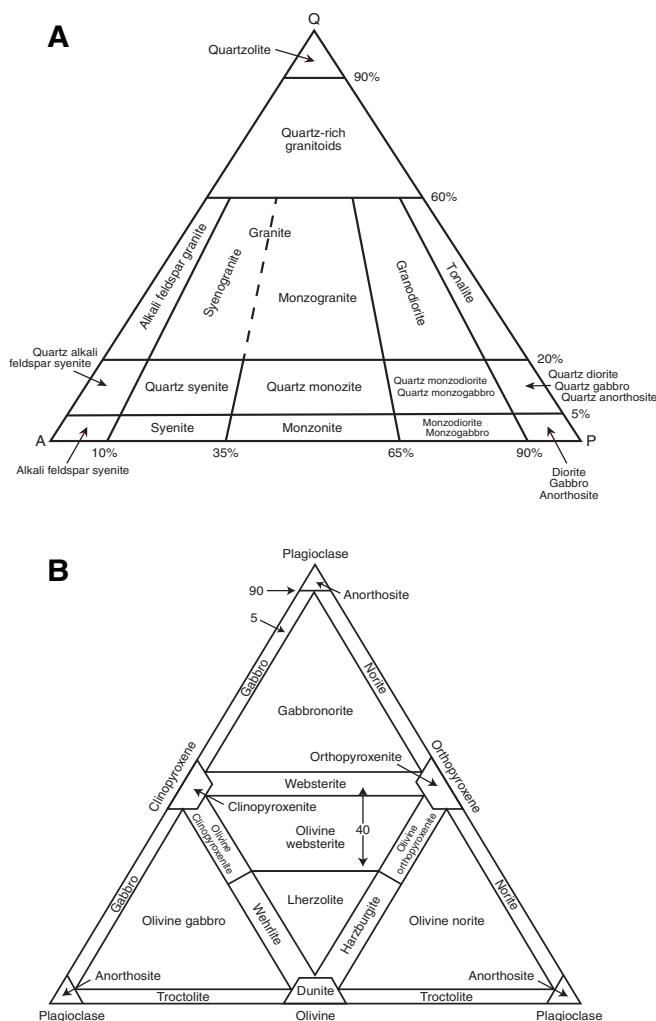 A
Q
Quartzolite
90%
Quartz-rich
granitoids
60%
Alkali feldspar granite
Syenogranite
Granite
Monzogranite
Granodiorite
Tonalite
20%
Quartz alkali
feldspar syenite
Quartz syenite
Quartz monozite
Quartz monzodiorite
Quartz monzogabbro
Quartz diorite
Quartz gabbro
Quartz anorthosite
5%
A
Syenite
Monzonite
Monzodiorite
Monzogabbro
P
10%
35%
65%
90%
Alkali feldspar syenite
Diorite
Gabbro
Anorthosite
B
Plagioclase
90
Anorthosite
5
Gabbro
Norite
Gabbronorite
Clinopyroxene
Orthopyroxenite
Orthopyroxene
Websterite
Clinopyroxenite
Olivine
clinopyroxenite
Olivine
websterite
40
Olivine
orthopyroxenite
Gabbro
Olivine gabbro
Wehrlite
Lherzolite
Harzburgite
Olivine norite
Norite
Anorthosite
Anorthosite
Troctolite
Dunite
Troctolite
Plagioclase
Olivine
Plagioclase